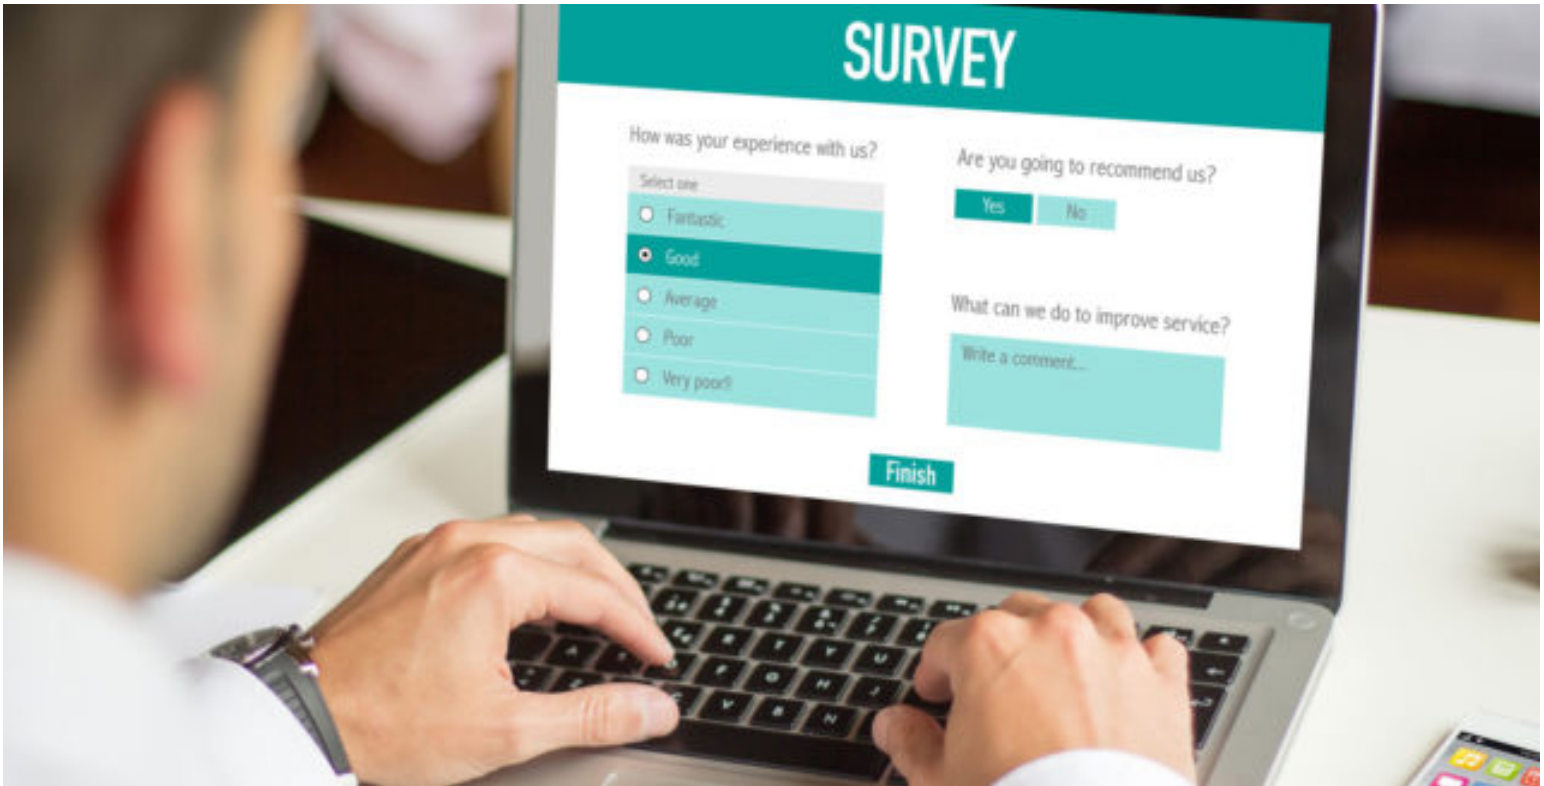 SURVEY
How was your experience with us?
Select one
Fantastic
Good
Average
Poor
Very poor!!
Are you going to recommend us?
Yes
No
What can we do to improve service?
Write a comment...
Finish